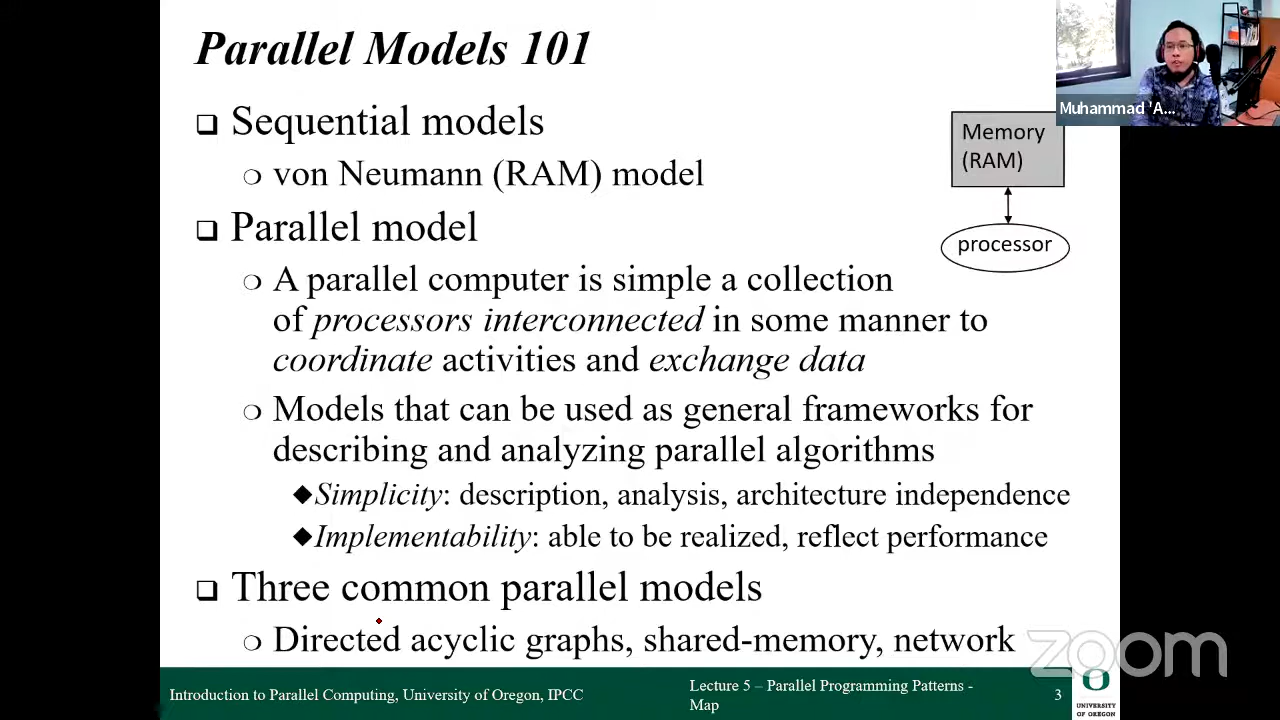 Parallel Models 101
Sequential models
von Neumann (RAM) model
Parallel model
A parallel computer is simple a collection
of processors interconnected in some manner to
coordinate activities and exchange data
Models that can be used as general frameworks for
describing and analyzing parallel algorithms
Simplicity: description, analysis, architecture independence
Implementability: able to be realized, reflect performance
Three common parallel models
Directed acyclic graphs, shared-memory, network
Memory
(RAM)
processor
Muhammad 'A...
zoom
Introduction to Parallel Computing, University of Oregon, IPCC
Lecture 5 – Parallel Programming Patterns -
Map
3
O
UNIVERSITY
OF OREGON